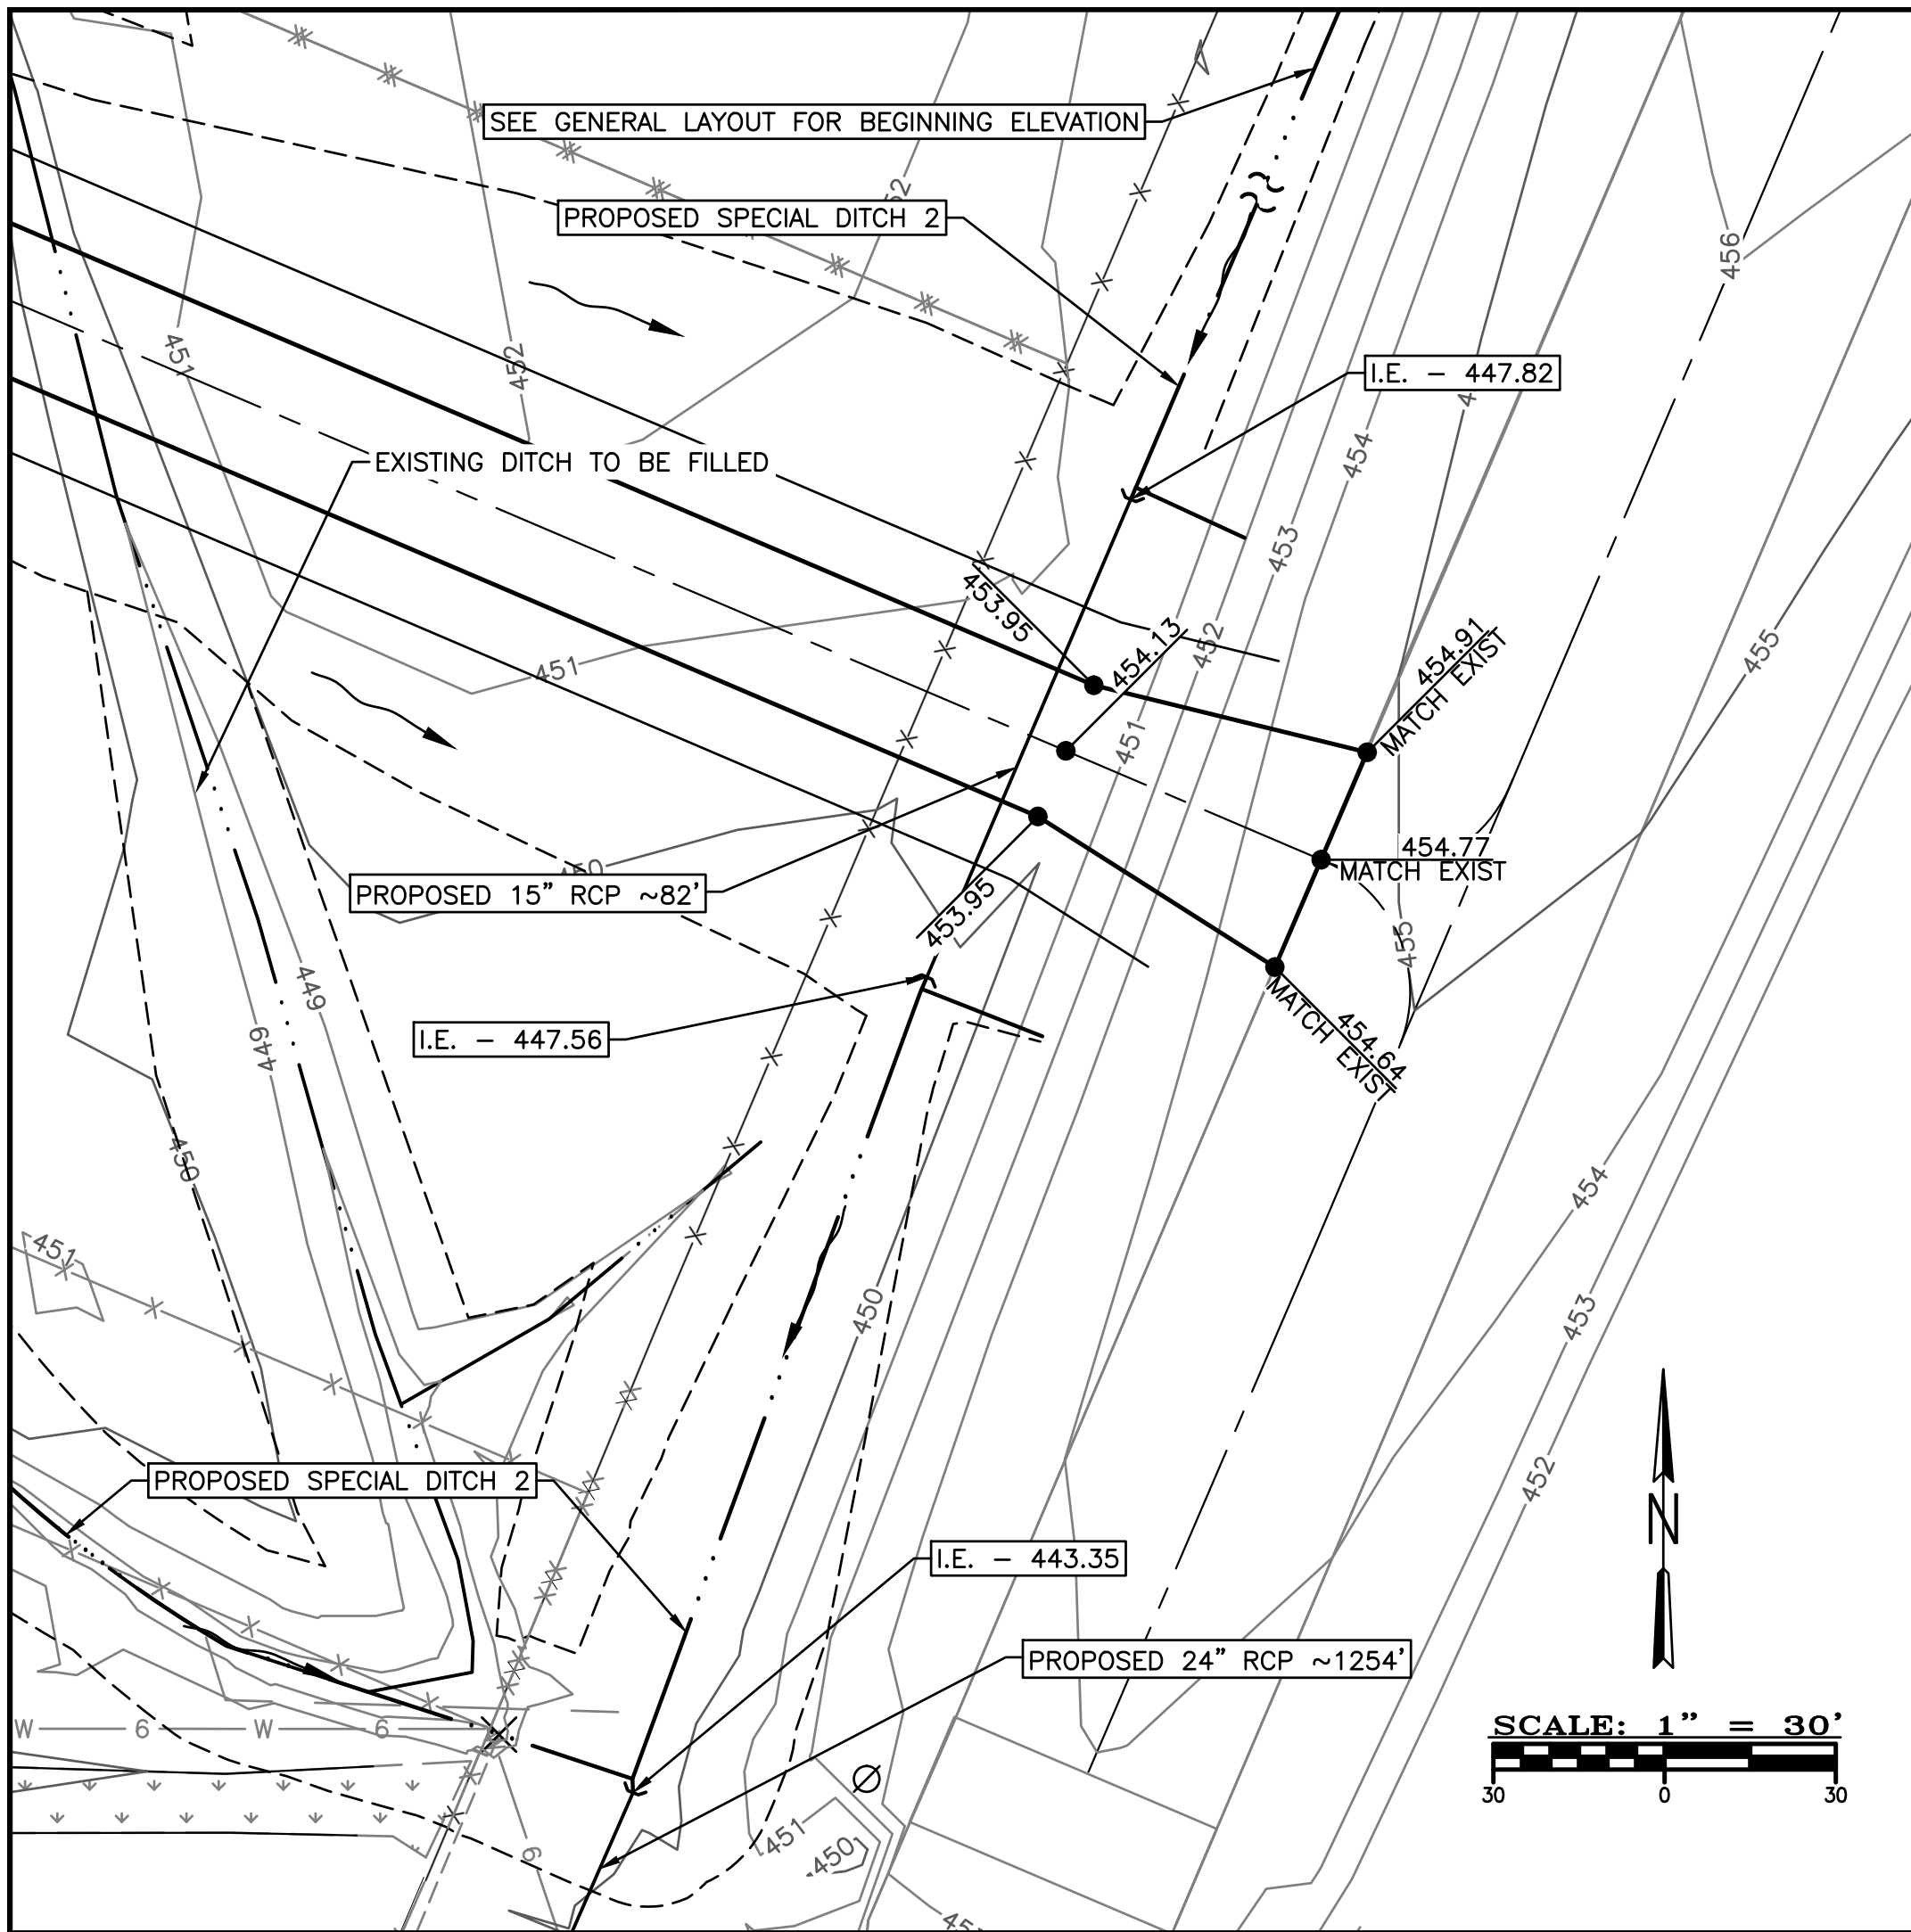 SEE GENERAL LAYOUT FOR BEGINNING ELEVATION
PROPOSED SPECIAL DITCH 2
452
456
451
452
I.E. - 447.82
454
EXISTING DITCH TO BE FILLED
453
453.95
454.13
452
454.91
MATCH EXIST
455
451
451
454.77
MATCH EXIST
PROPOSED 15" RCP ~82'
453.95
455
449
449
I.E. - 447.56
454.64
MATCH EXIST
450
454
451
450
453
PROPOSED SPECIAL DITCH 2
452
N
I.E. - 443.35
PROPOSED 24" RCP ~1254'
W 6 W 6
SCALE: 1" = 30'
30 0 30
451
450
6